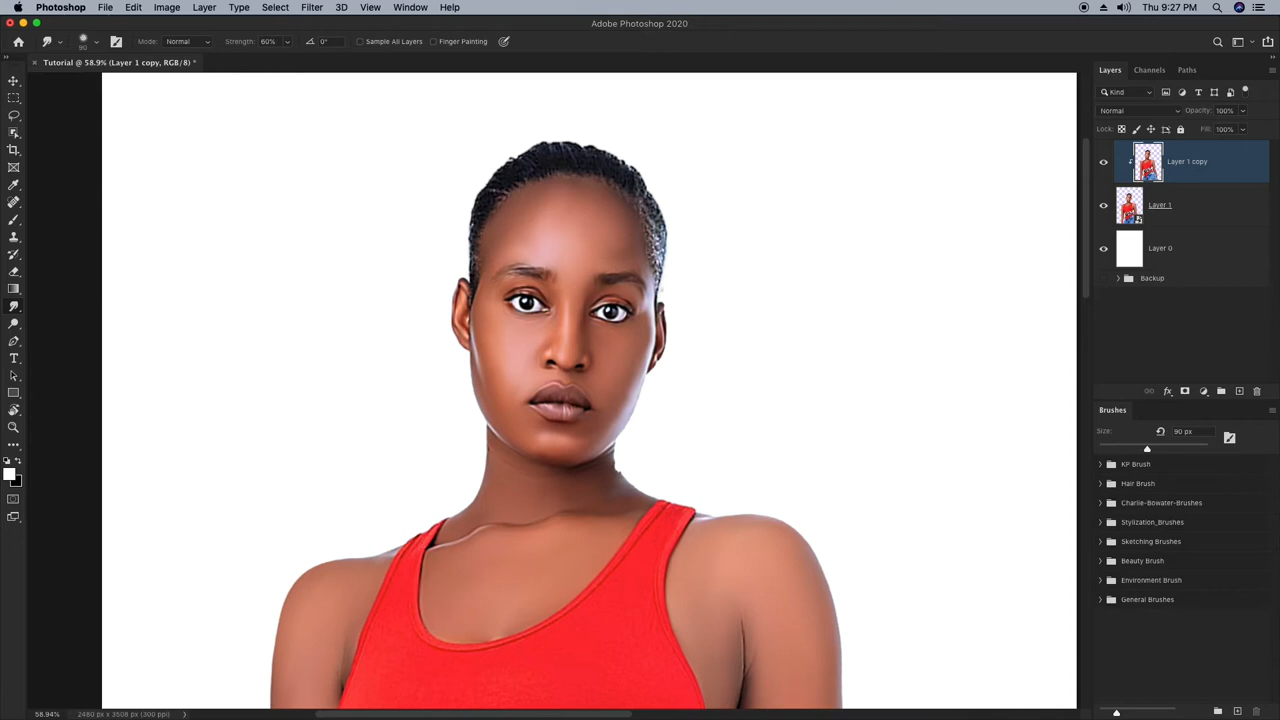 Photoshop File Edit Image Layer Type Select Filter 3D View Window Help Thu 9:27 PM
Adobe Photoshop 2020
90 Mode: Normal Strength: 60% 0° Sample All Layers Finger Painting
Tutorial @ 58.9% (Layer 1 copy, RGB/8) *
Layers Channels Paths
Kind
Normal Opacity: 100%
Lock: Fill: 100%
Layer 1 copy
Layer 1
Layer 0
Backup
fx
Brushes
Size: 90 px
KP Brush
Hair Brush
Charlie-Bowater-Brushes
Stylization_Brushes
Sketching Brushes
Beauty Brush
Environment Brush
General Brushes
58.94% 2480 px x 3508 px (300 ppi)